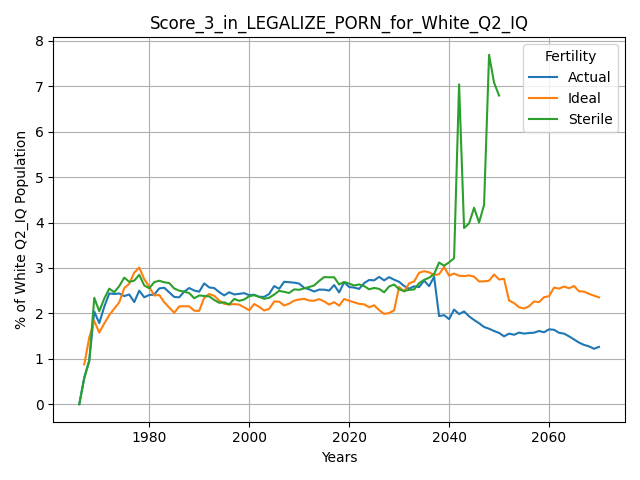 Score_3_in_LEGALIZE_PORN_for_White_Q2_IQ
% of White Q2_IQ Population
8
7
6
5
4
3
2
1
0
Fertility
Actual
Ideal
Sterile
1980
2000
2020
2040
2060
Years